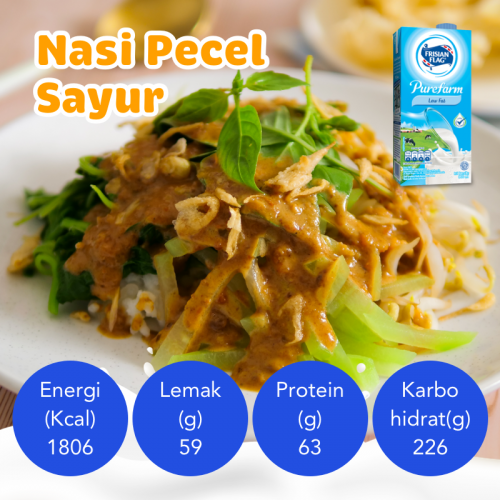 Nasi Pecel
Sayur
FRISIAN
FLAG
Purefarm
Low Fat
Energi
(Kcal)
1806
Lemak
(g)
59
Protein
(g)
63
Karbo
hidrat(g)
226